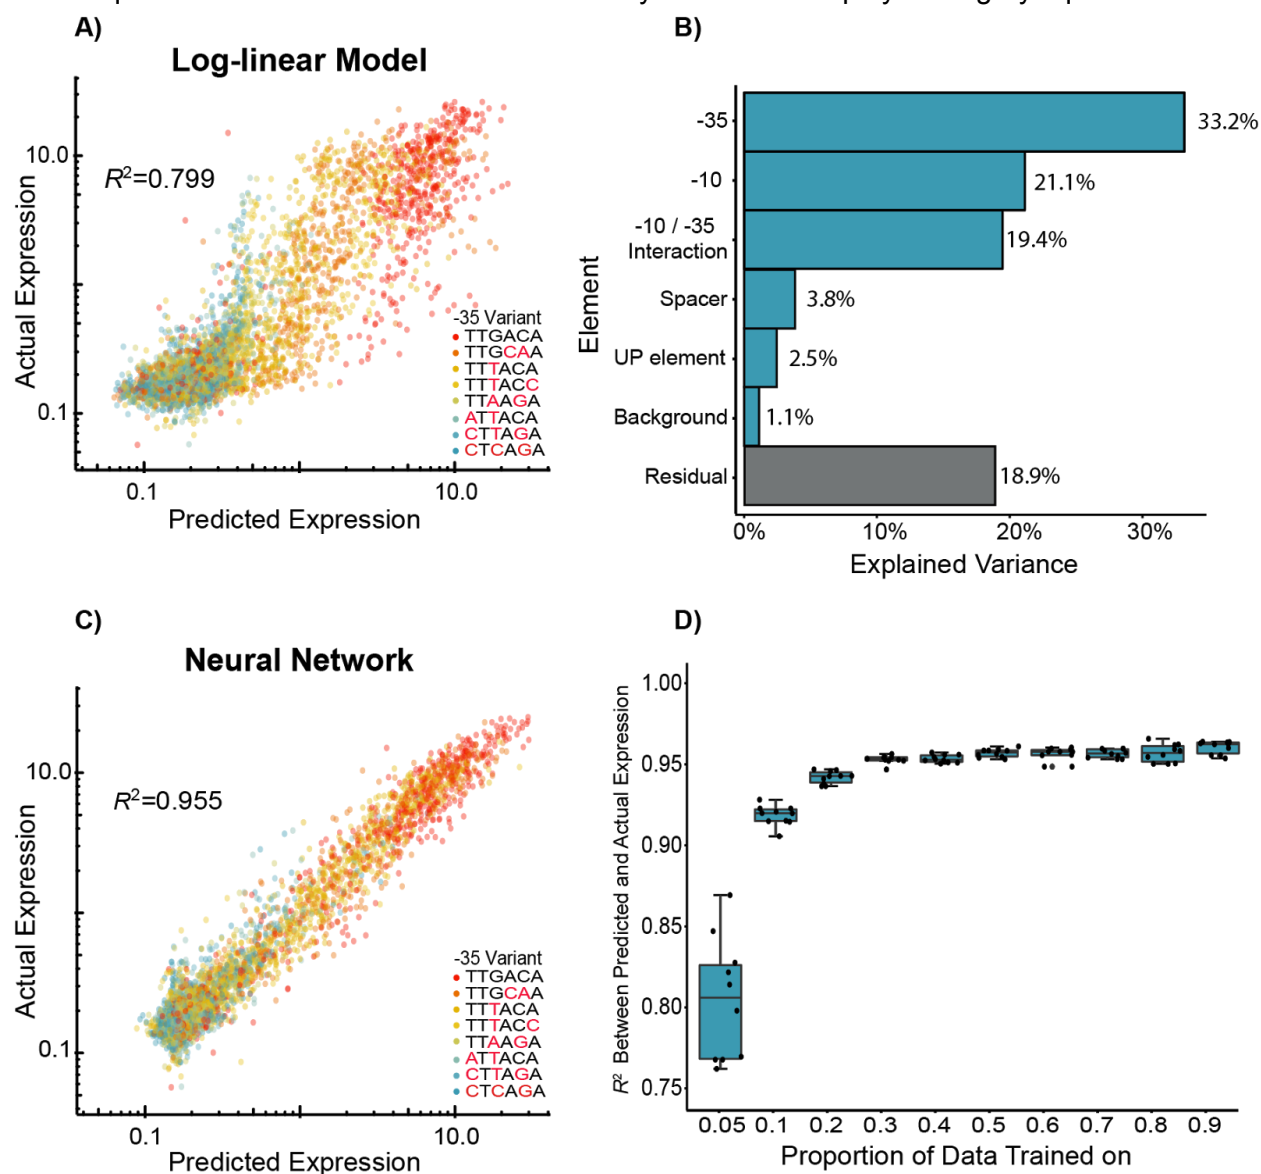 A)
Log-linear Model
Actual Expression
10.0
0.1
R²=0.799
-35 Variant
TTGACA
TTGCAA
TTTACA
TTTACC
TTAAGA
ATTACA
CTTAGA
CTCAGA
0.1
10.0
Predicted Expression
B)
Element
-35
33.2%
-10
21.1%
-10 / -35
Interaction
19.4%
Spacer
3.8%
UP element
2.5%
Background
1.1%
Residual
18.9%
0%
10%
20%
30%
Explained Variance
C)
Neural Network
Actual Expression
10.0
0.1
R²=0.955
-35 Variant
TTGACA
TTGCAA
TTTACA
TTTACC
TTAAGA
ATTACA
CTTAGA
CTCAGA
0.1
10.0
Predicted Expression
D)
R² Between Predicted and Actual Expression
1.00
0.95
0.90
0.85
0.80
0.75
0.05 0.1 0.2 0.3 0.4 0.5 0.6 0.7 0.8 0.9
Proportion of Data Trained on